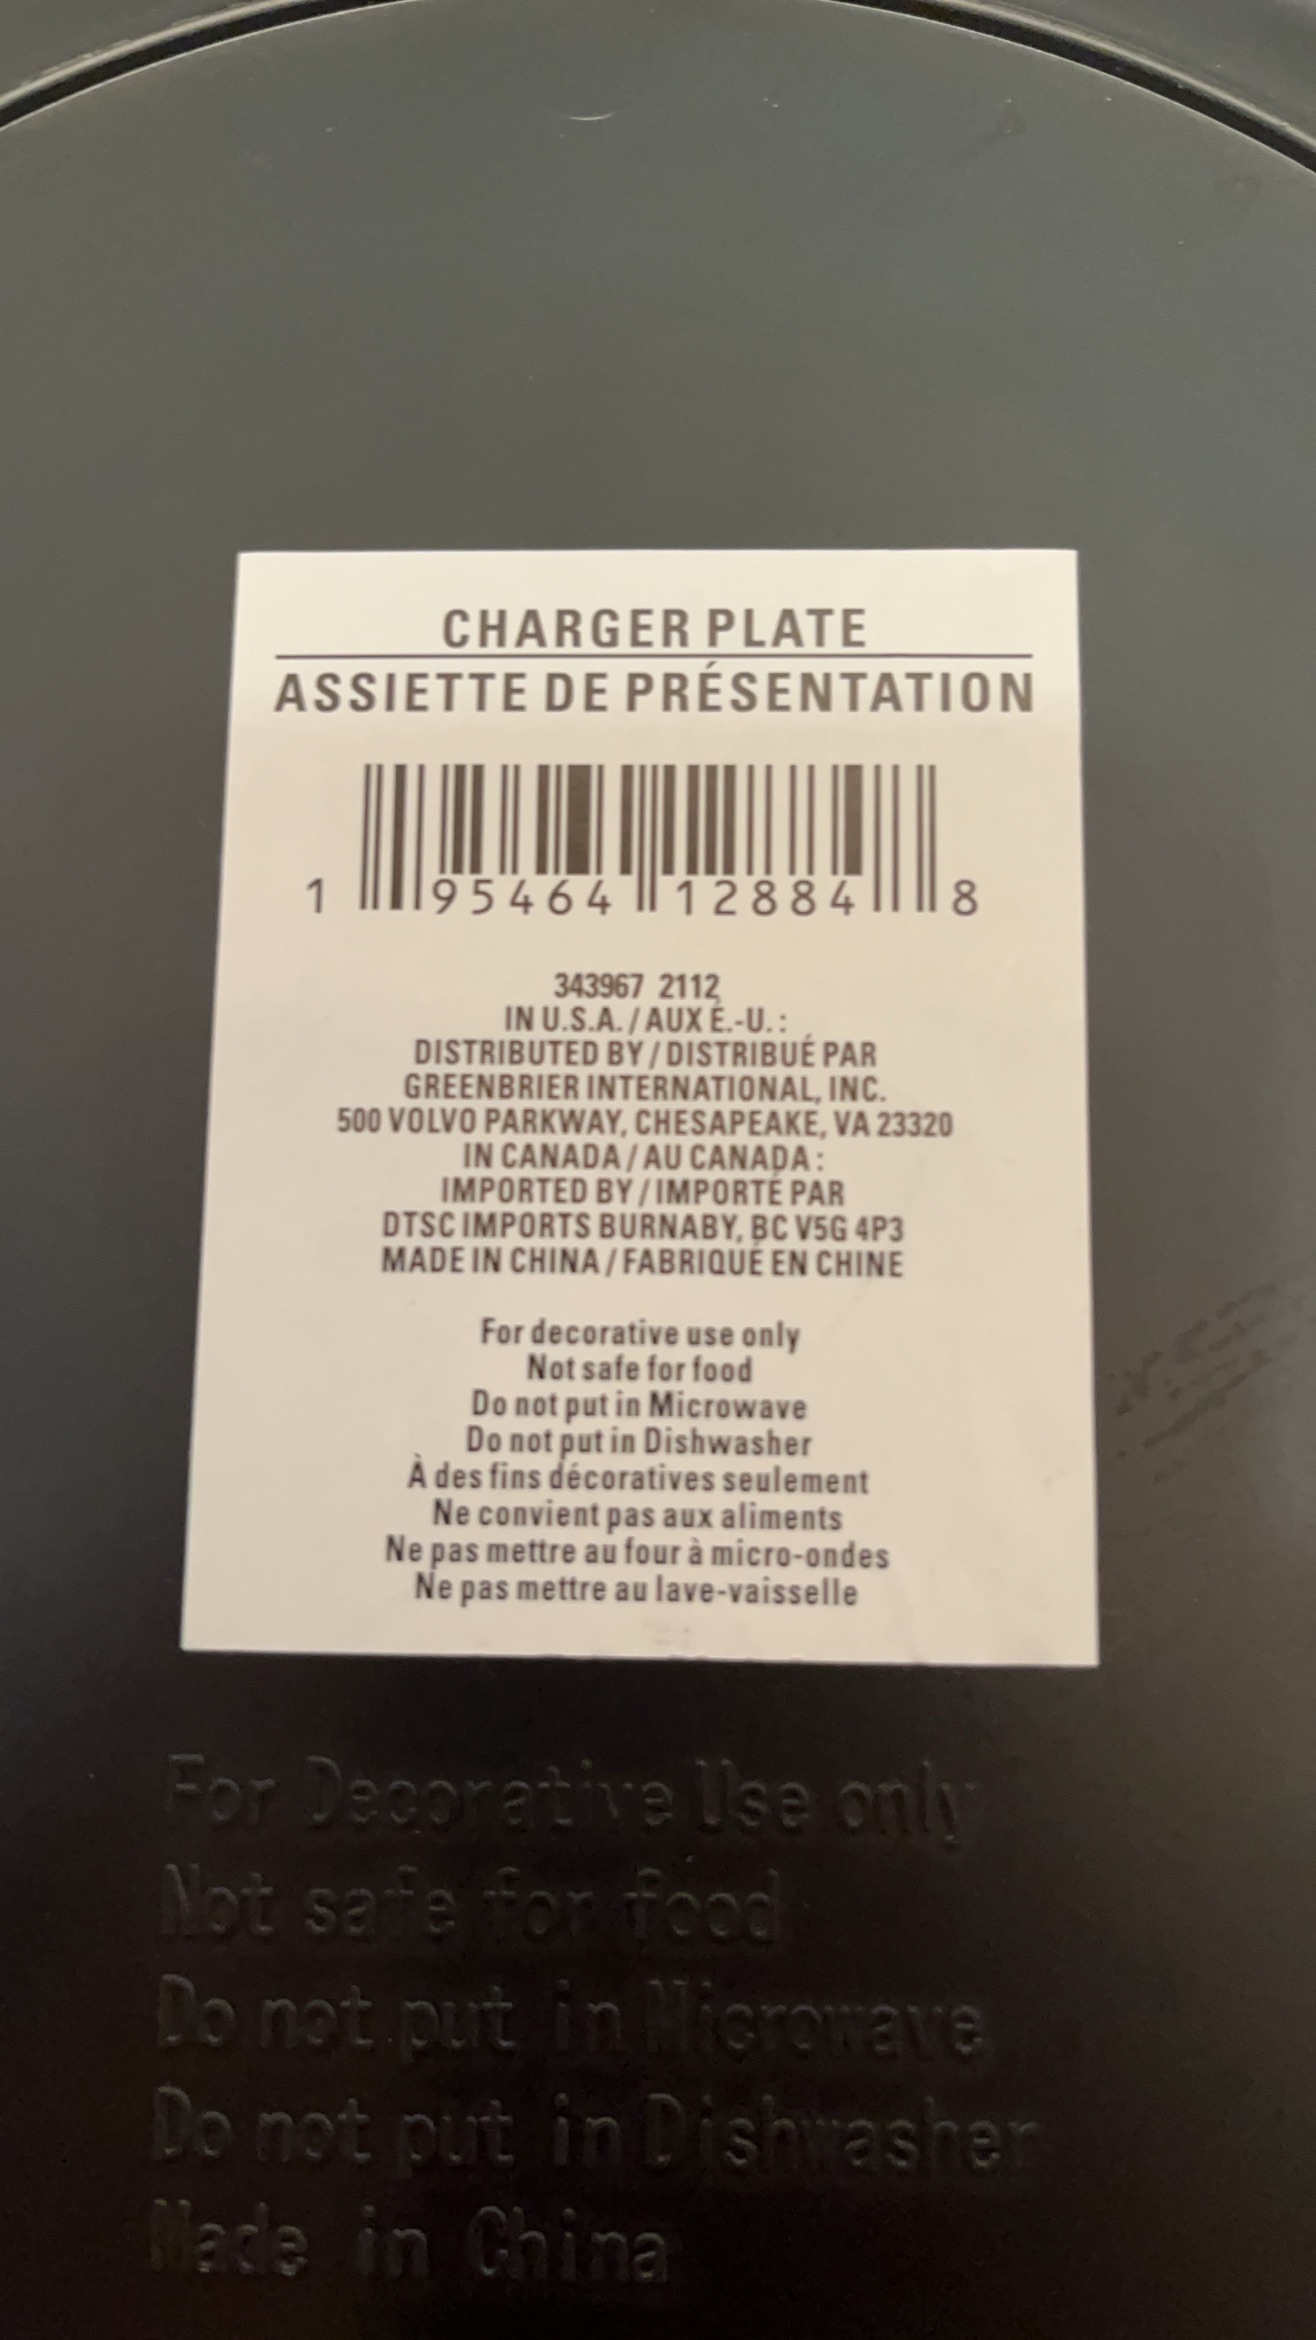 CHARGER PLATE
ASSIETTE DE PRÉSENTATION
1 95464 12884 8
343967 2112
IN U.S.A. / AUX É.-U. :
DISTRIBUTED BY / DISTRIBUÉ PAR
GREENBRIER INTERNATIONAL, INC.
500 VOLVO PARKWAY, CHESAPEAKE, VA 23320
IN CANADA / AU CANADA :
IMPORTED BY / IMPORTÉ PAR
DTSC IMPORTS BURNABY, BC V5G 4P3
MADE IN CHINA / FABRIQUÉ EN CHINE
For decorative use only
Not safe for food
Do not put in Microwave
Do not put in Dishwasher
À des fins décoratives seulement
Ne convient pas aux aliments
Ne pas mettre au four à micro-ondes
Ne pas mettre au lave-vaisselle
For Decorative Use only
Not safe for food
Do not put in Microwave
Do not put in Dishwasher
Made in China